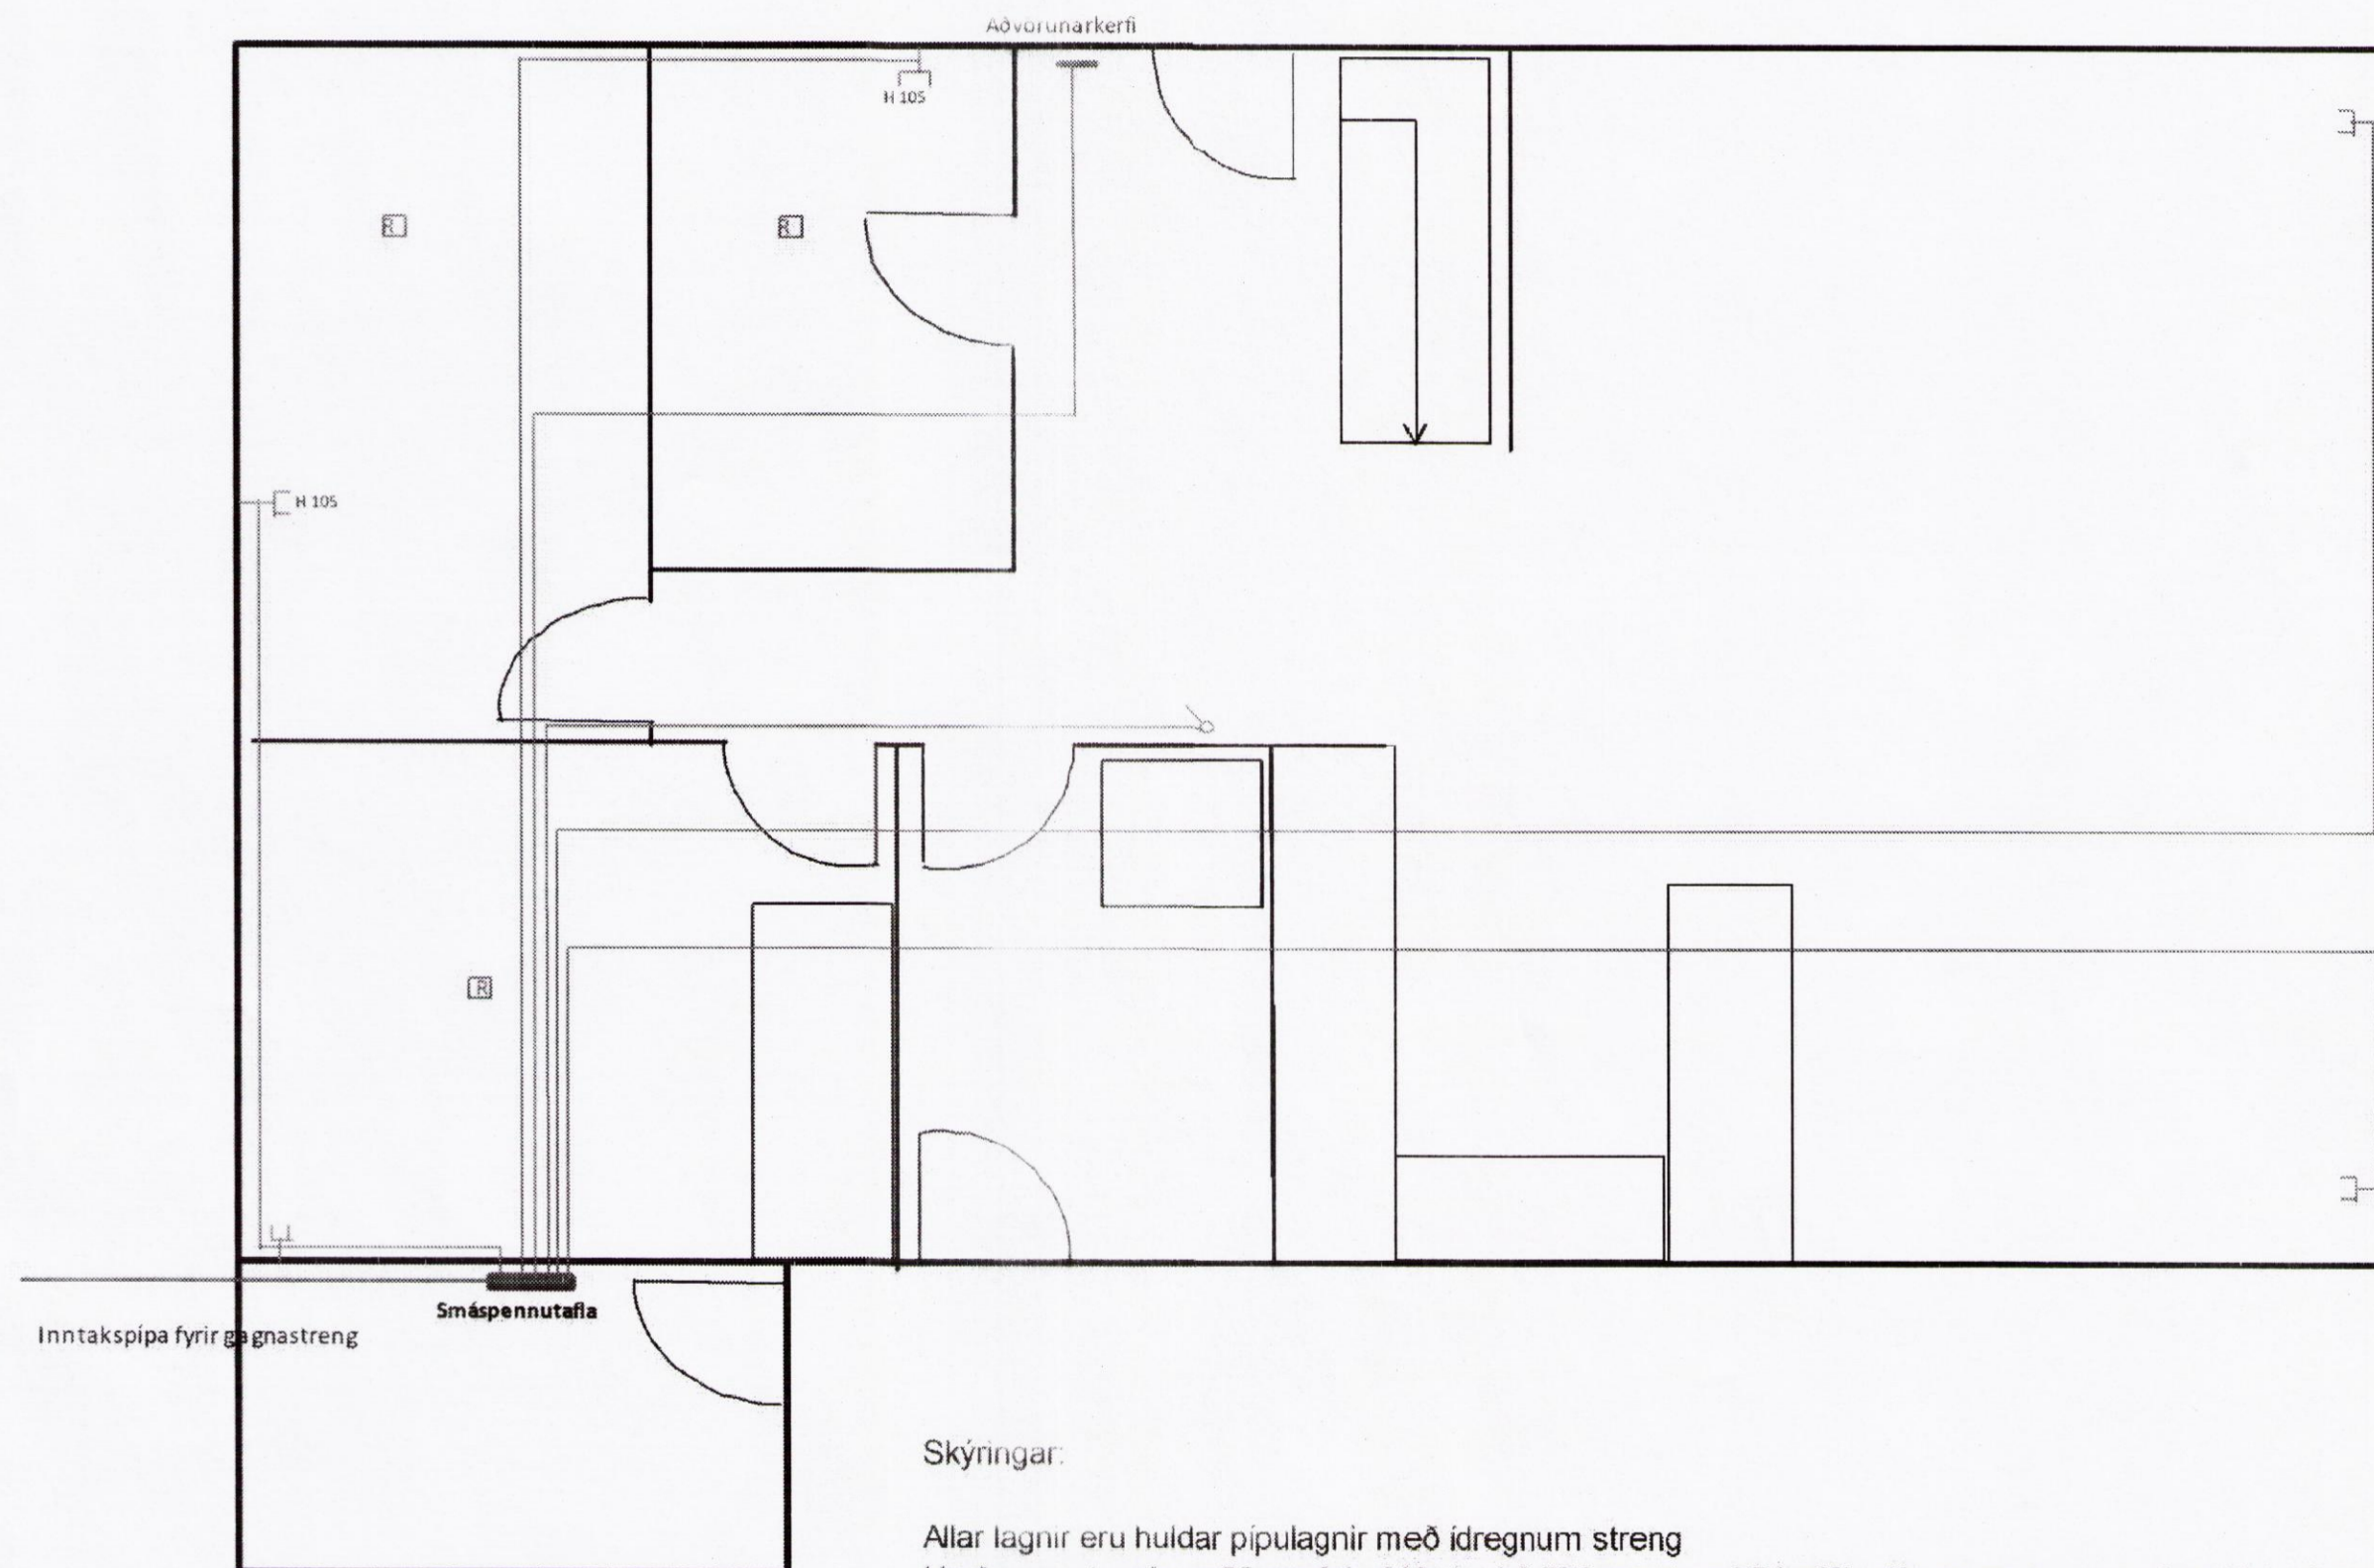 Aðvörunarkerfi
H 105
R
R
H 105
R
Smáspennutafla
Inntakspípa fyrir gagnastreng
Skýringar:
Allar lagnir eru huldar pípulagnir með ídregnum streng